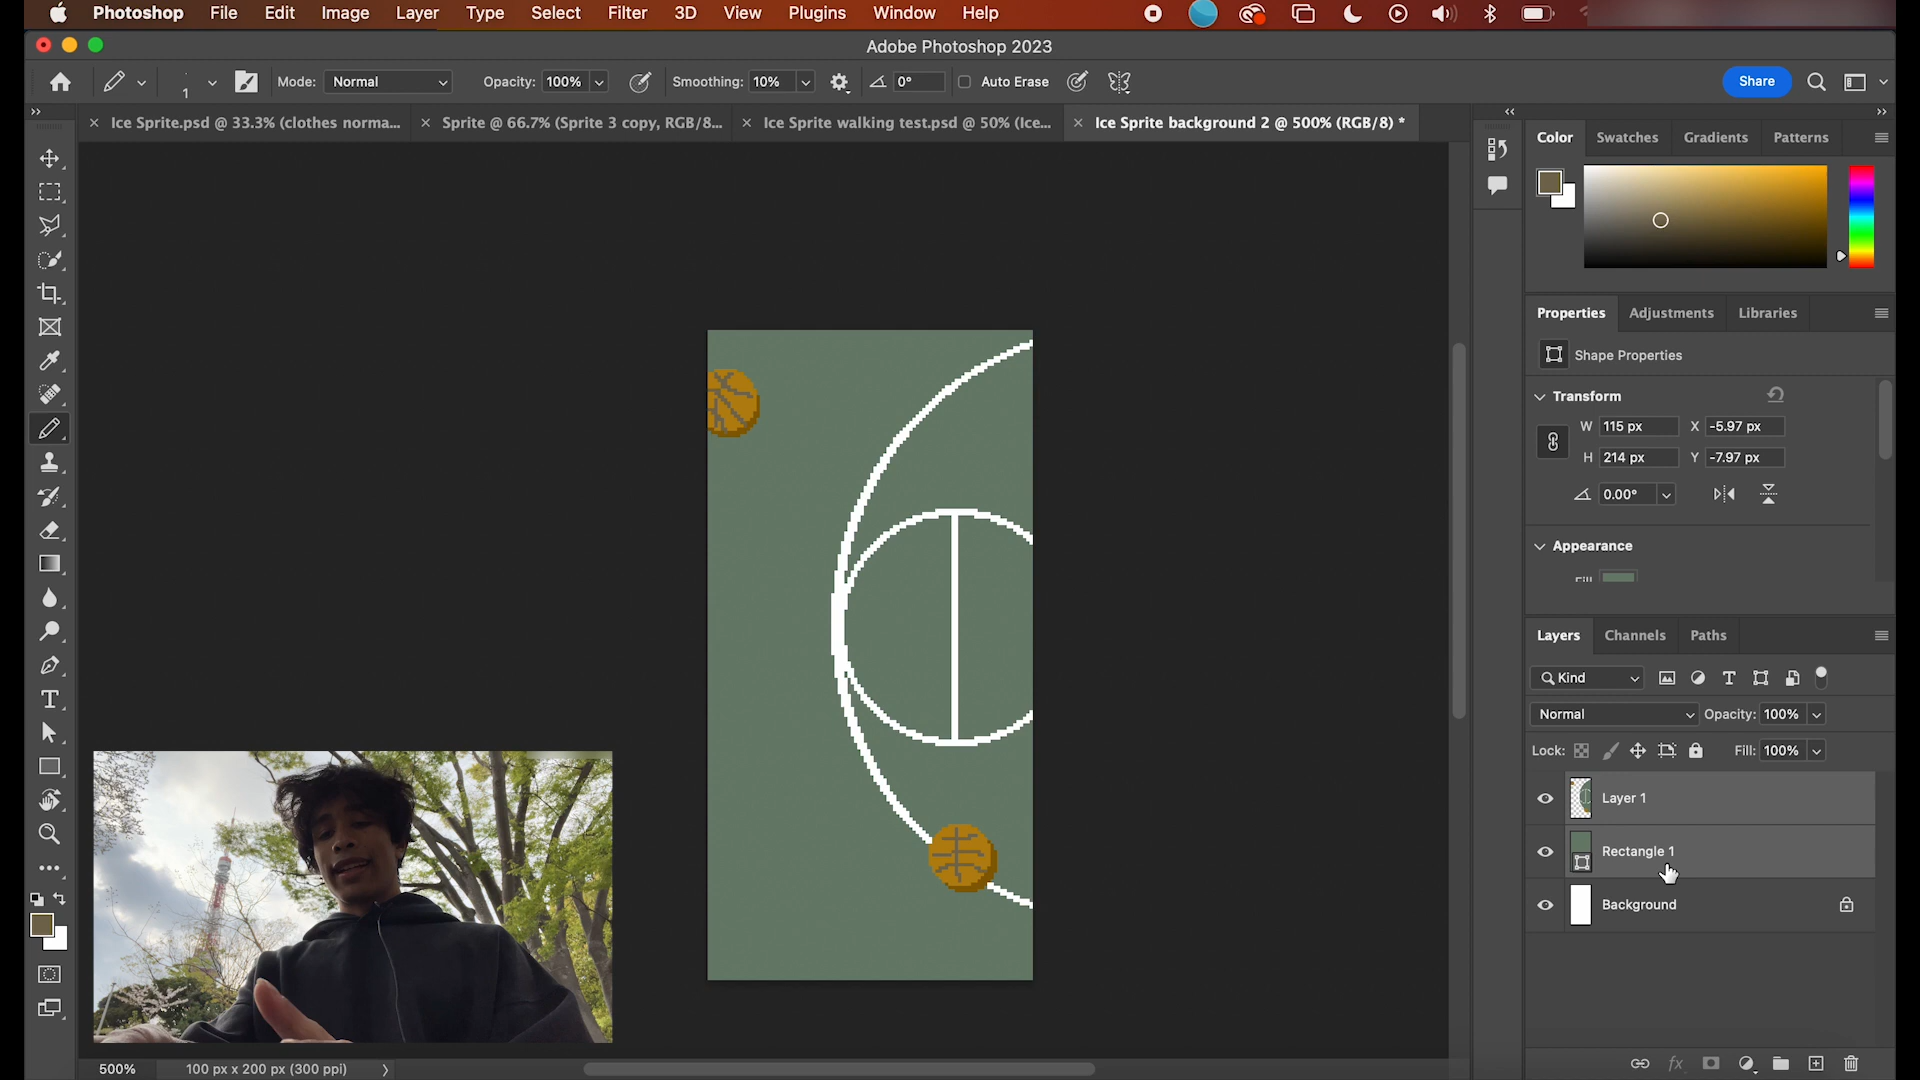 Photoshop File Edit Image Layer Type Select Filter 3D View Plugins Window Help
Adobe Photoshop 2023
1 Mode: Normal Opacity: 100% Smoothing: 10% 0° Auto Erase Share
Ice Sprite.psd @ 33.3% (clothes norma... Sprite @ 66.7% (Sprite 3 copy, RGB/8... Ice Sprite walking test.psd @ 50% (Ice... Ice Sprite background 2 @ 500% (RGB/8) *
Color Swatches Gradients Patterns
Properties Adjustments Libraries
Shape Properties
Transform
W 115 px X -5.97 px
H 214 px Y -7.97 px
0.00°
Appearance
Fill
Layers Channels Paths
Kind
Normal Opacity: 100%
Lock: Fill: 100%
Layer 1
Rectangle 1
Background
fx
500% 100 px x 200 px (300 ppi)